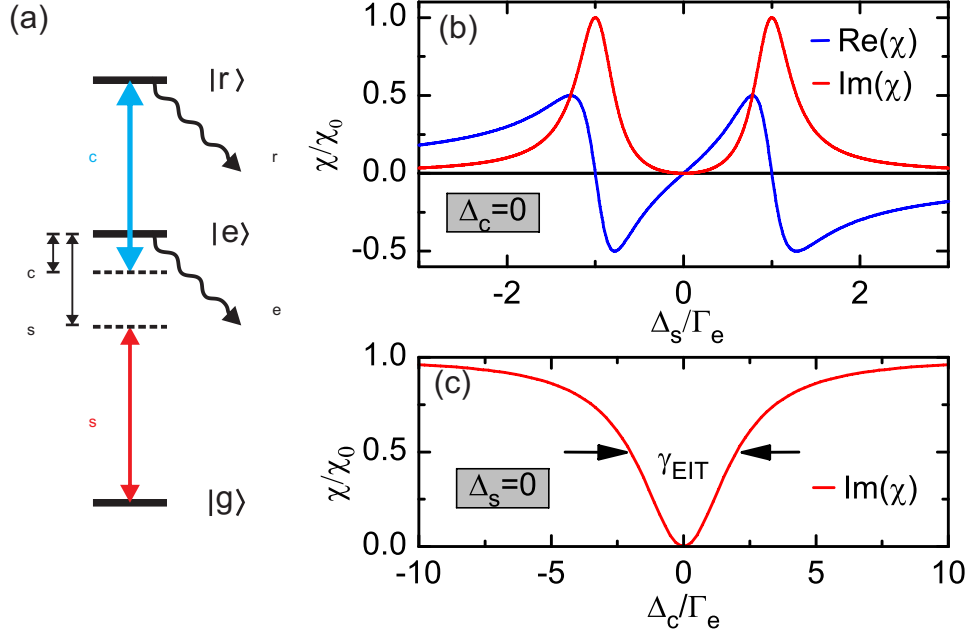 (a)
|r⟩
c
r
|e⟩
c
e
s
s
|g⟩
(b)
Re(χ)
Im(χ)
χ/χ₀
1.0
0.5
0.0
-0.5
Δc=0
-2
0
2
Δs/Γe
(c)
χ/χ₀
1.0
0.5
0.0
γEIT
Δs=0
Im(χ)
-10
-5
0
5
10
Δc/Γe